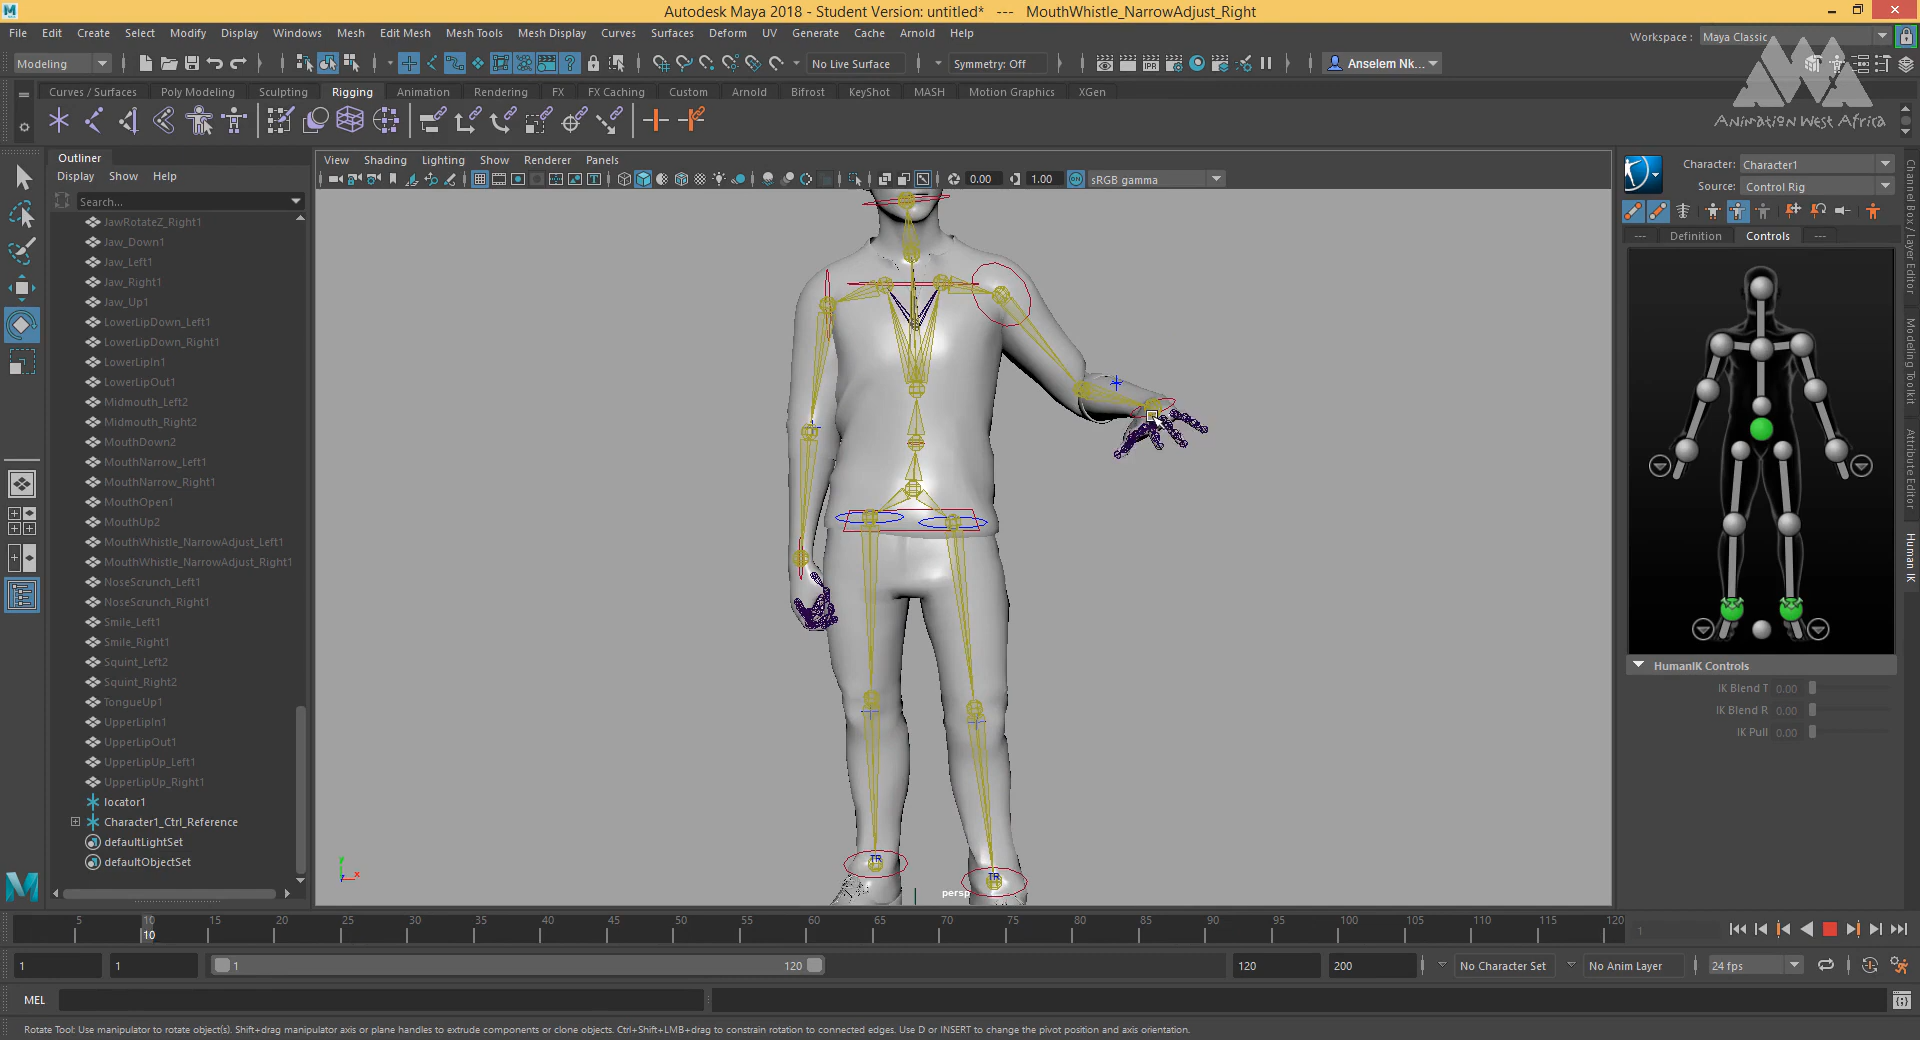 Autodesk Maya 2018 - Student Version: untitled*   ---   MouthWhistle_NarrowAdjust_Right
File Edit Create Select Modify Display Windows Mesh Edit Mesh Mesh Tools Mesh Display Curves Surfaces Deform UV Generate Cache Arnold Help
Workspace : Maya Classic
Modeling No Live Surface Symmetry: Off Anselem Nk...
Curves / Surfaces Poly Modeling Sculpting Rigging Animation Rendering FX FX Caching Custom Arnold Bifrost KeyShot MASH Motion Graphics XGen
Animation West Africa
Outliner
Display Show Help
Search...
JawRotateZ_Right1
Jaw_Down1
Jaw_Left1
Jaw_Right1
Jaw_Up1
LowerLipDown_Left1
LowerLipDown_Right1
LowerLipIn1
LowerLipOut1
Midmouth_Left2
Midmouth_Right2
MouthDown2
MouthNarrow_Left1
MouthNarrow_Right1
MouthOpen1
MouthUp2
MouthWhistle_NarrowAdjust_Left1
MouthWhistle_NarrowAdjust_Right1
NoseScrunch_Left1
NoseScrunch_Right1
Smile_Left1
Smile_Right1
Squint_Left2
Squint_Right2
TongueUp1
UpperLipIn1
UpperLipOut1
UpperLipUp_Left1
UpperLipUp_Right1
locator1
Character1_Ctrl_Reference
defaultLightSet
defaultObjectSet
View Shading Lighting Show Renderer Panels
0.00 1.00 sRGB gamma
TR
TR
persp
y
x
Character: Character1
Source: Control Rig
--- Definition Controls ---
HumanIK Controls
IK Blend T 0.00
IK Blend R 0.00
IK Pull 0.00
Channel Box / Layer Editor
Modeling Toolkit
Attribute Editor
Human IK
5 10 15 20 25 30 35 40 45 50 55 60 65 70 75 80 85 90 95 100 105 110 115 120
10
1
1 1 1 120 120 200 No Character Set No Anim Layer 24 fps
MEL
Rotate Tool: Use manipulator to rotate object(s). Shift+drag manipulator axis or plane handles to extrude components or clone objects. Ctrl+Shift+LMB+drag to constrain rotation to connected edges. Use D or INSERT to change the pivot position and axis orientation.